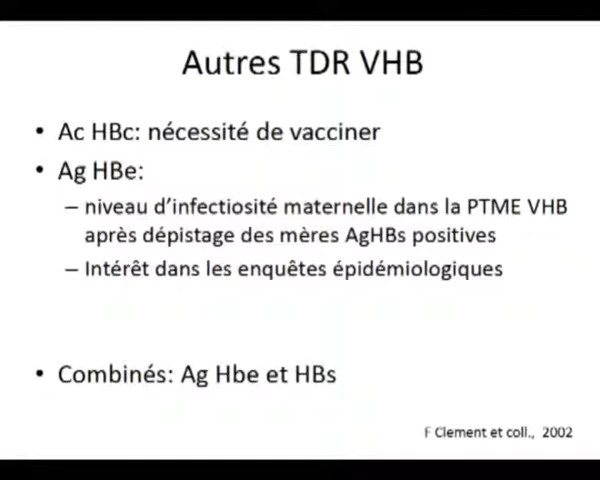 Autres TDR VHB
• Ac HBc: nécessité de vacciner
• Ag HBe:
– niveau d'infectiosité maternelle dans la PTME VHB
après dépistage des mères AgHBs positives
– Intérêt dans les enquêtes épidémiologiques
• Combinés: Ag Hbe et HBs
F Clement et coll., 2002